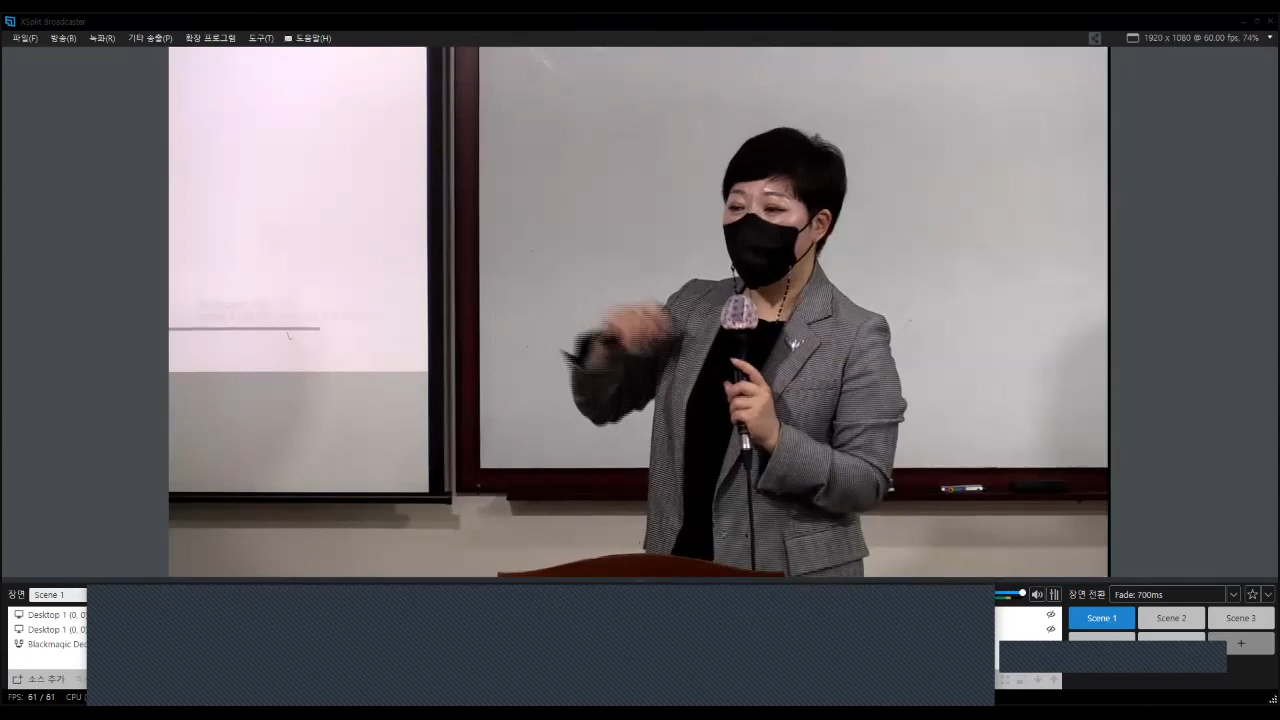 XSplit Broadcaster
파일(F) 방송(B) 녹화(R) 기타 송출(P) 확장 프로그램 도구(T) 도움말(H) 1920 x 1080 @ 60.00 fps, 74%
장면 Scene 1 장면 전환 Fade: 700ms
Desktop 1 (0, 0) Scene 1 Scene 2 Scene 3
Desktop 1 (0, 0)
Blackmagic De
소스 추가
FPS: 61 / 61 CPU (